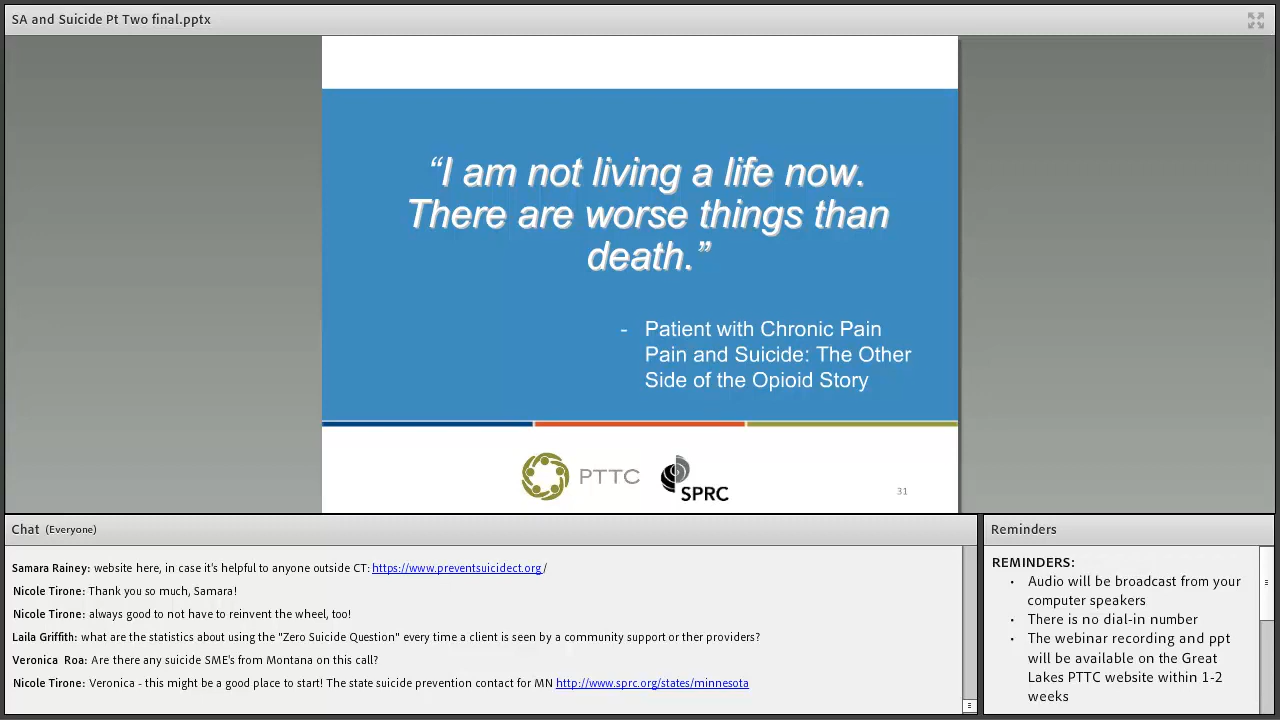 SA and Suicide Pt Two final.pptx
“I am not living a life now.
There are worse things than
death.”
- Patient with Chronic Pain
Pain and Suicide: The Other
Side of the Opioid Story
PTTC
SPRC
31
Chat (Everyone)
Samara Rainey: website here, in case it's helpful to anyone outside CT: https://www.preventsuicidect.org/
Nicole Tirone: Thank you so much, Samara!
Nicole Tirone: always good to not have to reinvent the wheel, too!
Laila Griffith: what are the statistics about using the "Zero Suicide Question" every time a client is seen by a community support or ther providers?
Veronica Roa: Are there any suicide SME's from Montana on this call?
Nicole Tirone: Veronica - this might be a good place to start! The state suicide prevention contact for MN http://www.sprc.org/states/minnesota
Reminders
REMINDERS:
• Audio will be broadcast from your
computer speakers
• There is no dial-in number
• The webinar recording and ppt
will be available on the Great
Lakes PTTC website within 1-2
weeks